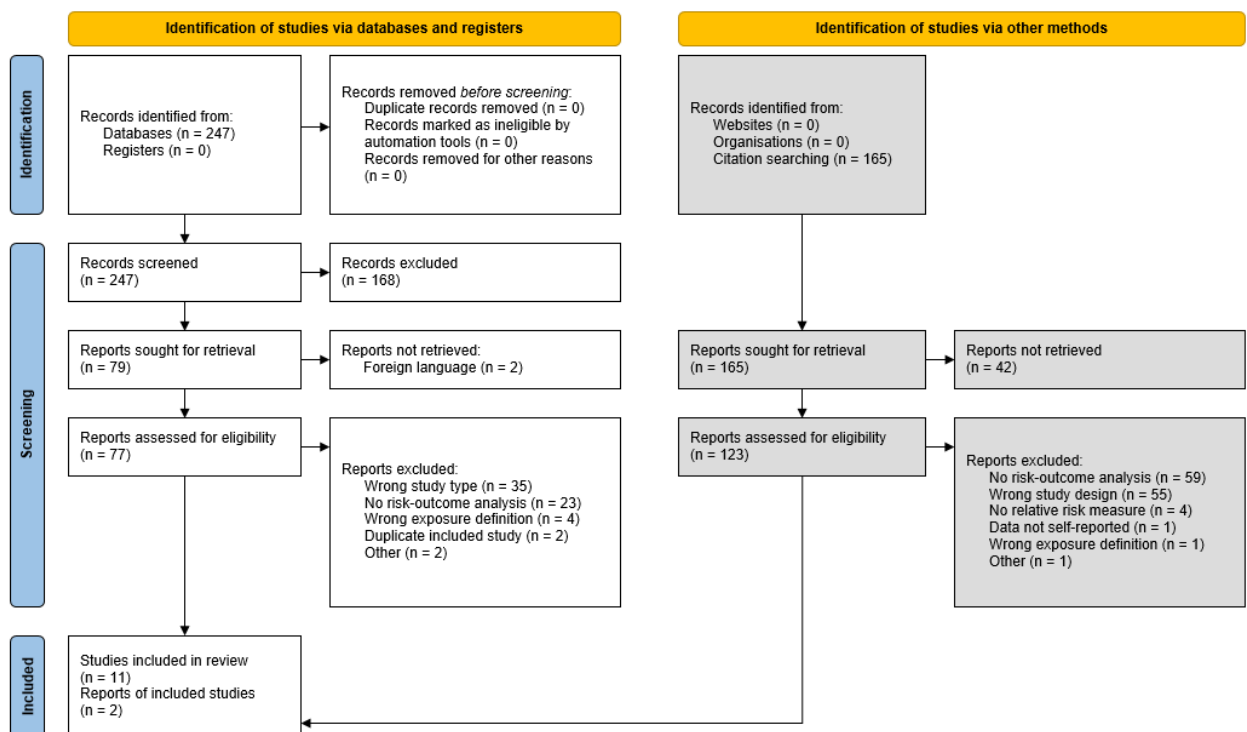 Identification of studies via databases and registers
Identification of studies via other methods
Identification
Records identified from:
Databases (n = 247)
Registers (n = 0)
Records removed before screening:
Duplicate records removed (n = 0)
Records marked as ineligible by
automation tools (n = 0)
Records removed for other reasons
(n = 0)
Records identified from:
Websites (n = 0)
Organisations (n = 0)
Citation searching (n = 165)
Screening
Records screened
(n = 247)
Records excluded
(n = 168)
Reports sought for retrieval
(n = 79)
Reports not retrieved:
Foreign language (n = 2)
Reports sought for retrieval
(n = 165)
Reports not retrieved
(n = 42)
Reports assessed for eligibility
(n = 77)
Reports excluded:
Wrong study type (n = 35)
No risk-outcome analysis (n = 23)
Wrong exposure definition (n = 4)
Duplicate included study (n = 2)
Other (n = 2)
Reports assessed for eligibility
(n = 123)
Reports excluded:
No risk-outcome analysis (n = 59)
Wrong study design (n = 55)
No relative risk measure (n = 4)
Data not self-reported (n = 1)
Wrong exposure definition (n = 1)
Other (n = 1)
Included
Studies included in review
(n = 11)
Reports of included studies
(n = 2)